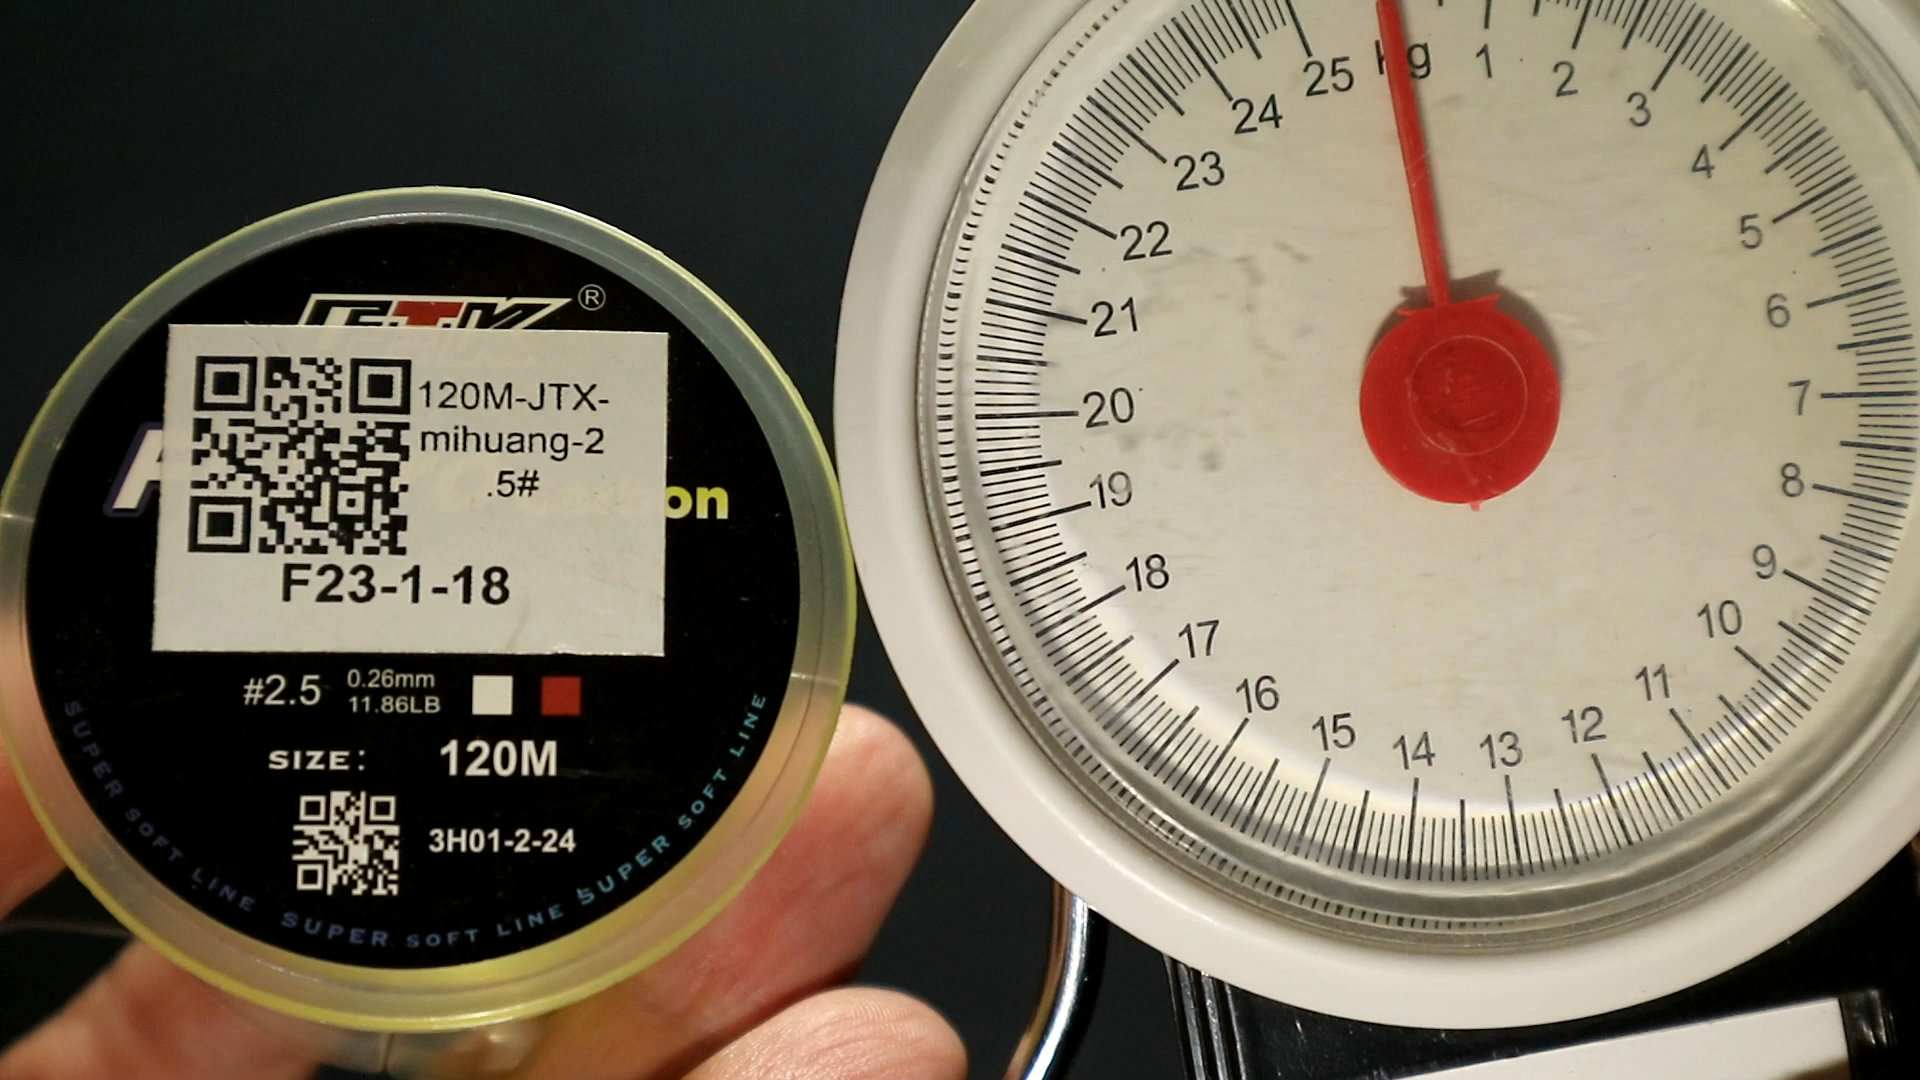 ®
120M-JTX-
mihuang-2
.5#
on
F23-1-18
#2.5
0.26mm
11.86LB
SIZE: 120M
3H01-2-24
SUPER SOFT LINE SUPER SOFT LINE SUPER SOFT LINE
Kg
1
2
3
4
5
6
7
8
9
10
11
12
13
14
15
16
17
18
19
20
21
22
23
24
25